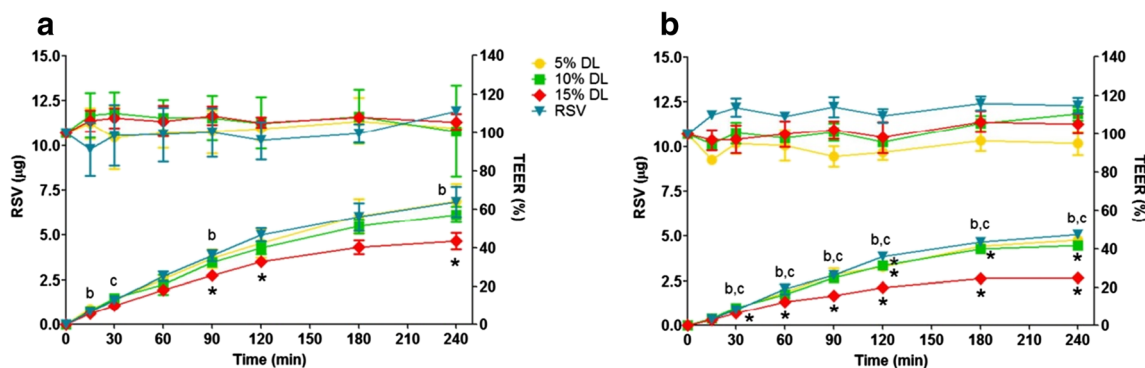 a
b
15.0
12.5
10.0
7.5
5.0
2.5
0.0
RSV (µg)
140
120
100
80
60
40
20
0
TEER (%)
0 30 60 90 120 150 180 210 240
Time (min)
b c b b
* * *
5% DL
10% DL
15% DL
RSV
15.0
12.5
10.0
7.5
5.0
2.5
0.0
RSV (µg)
140
120
100
80
60
40
20
0
TEER (%)
0 30 60 90 120 150 180 210 240
Time (min)
b,c b,c b,c b,c b,c b,c
* * * * * * * * * *